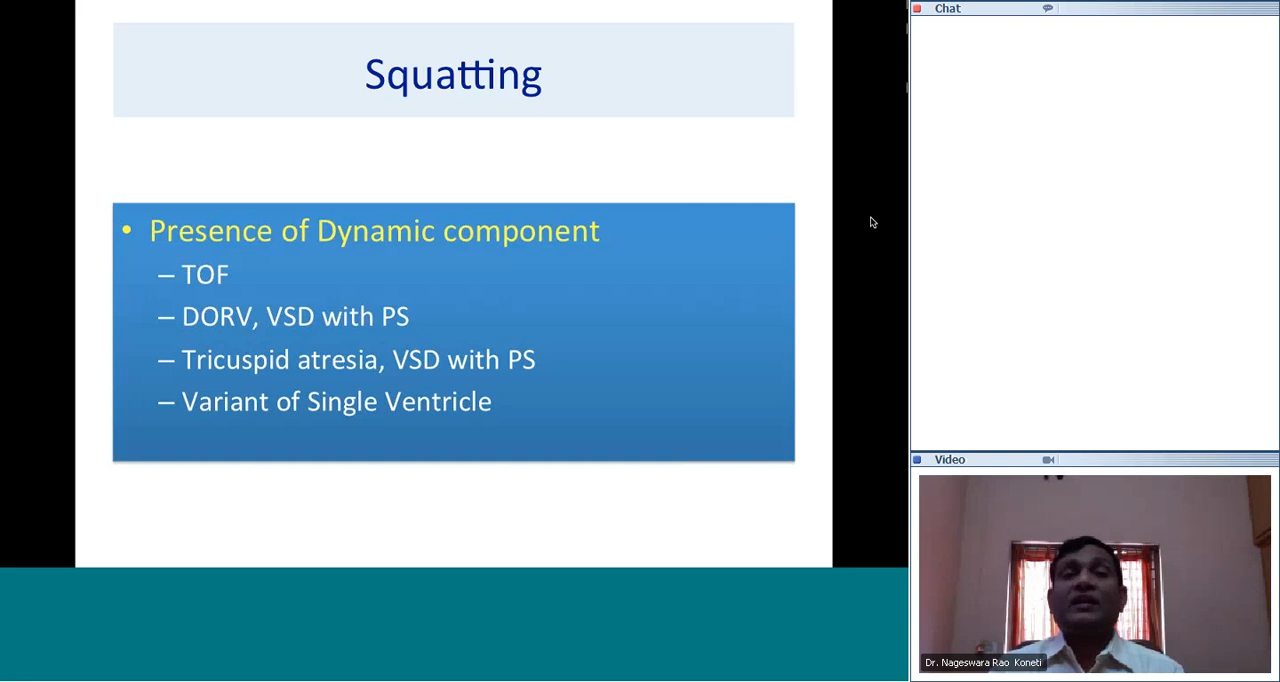 Squatting
• Presence of Dynamic component
– TOF
– DORV, VSD with PS
– Tricuspid atresia, VSD with PS
– Variant of Single Ventricle
Chat
Video
Dr. Nageswara Rao Koneti